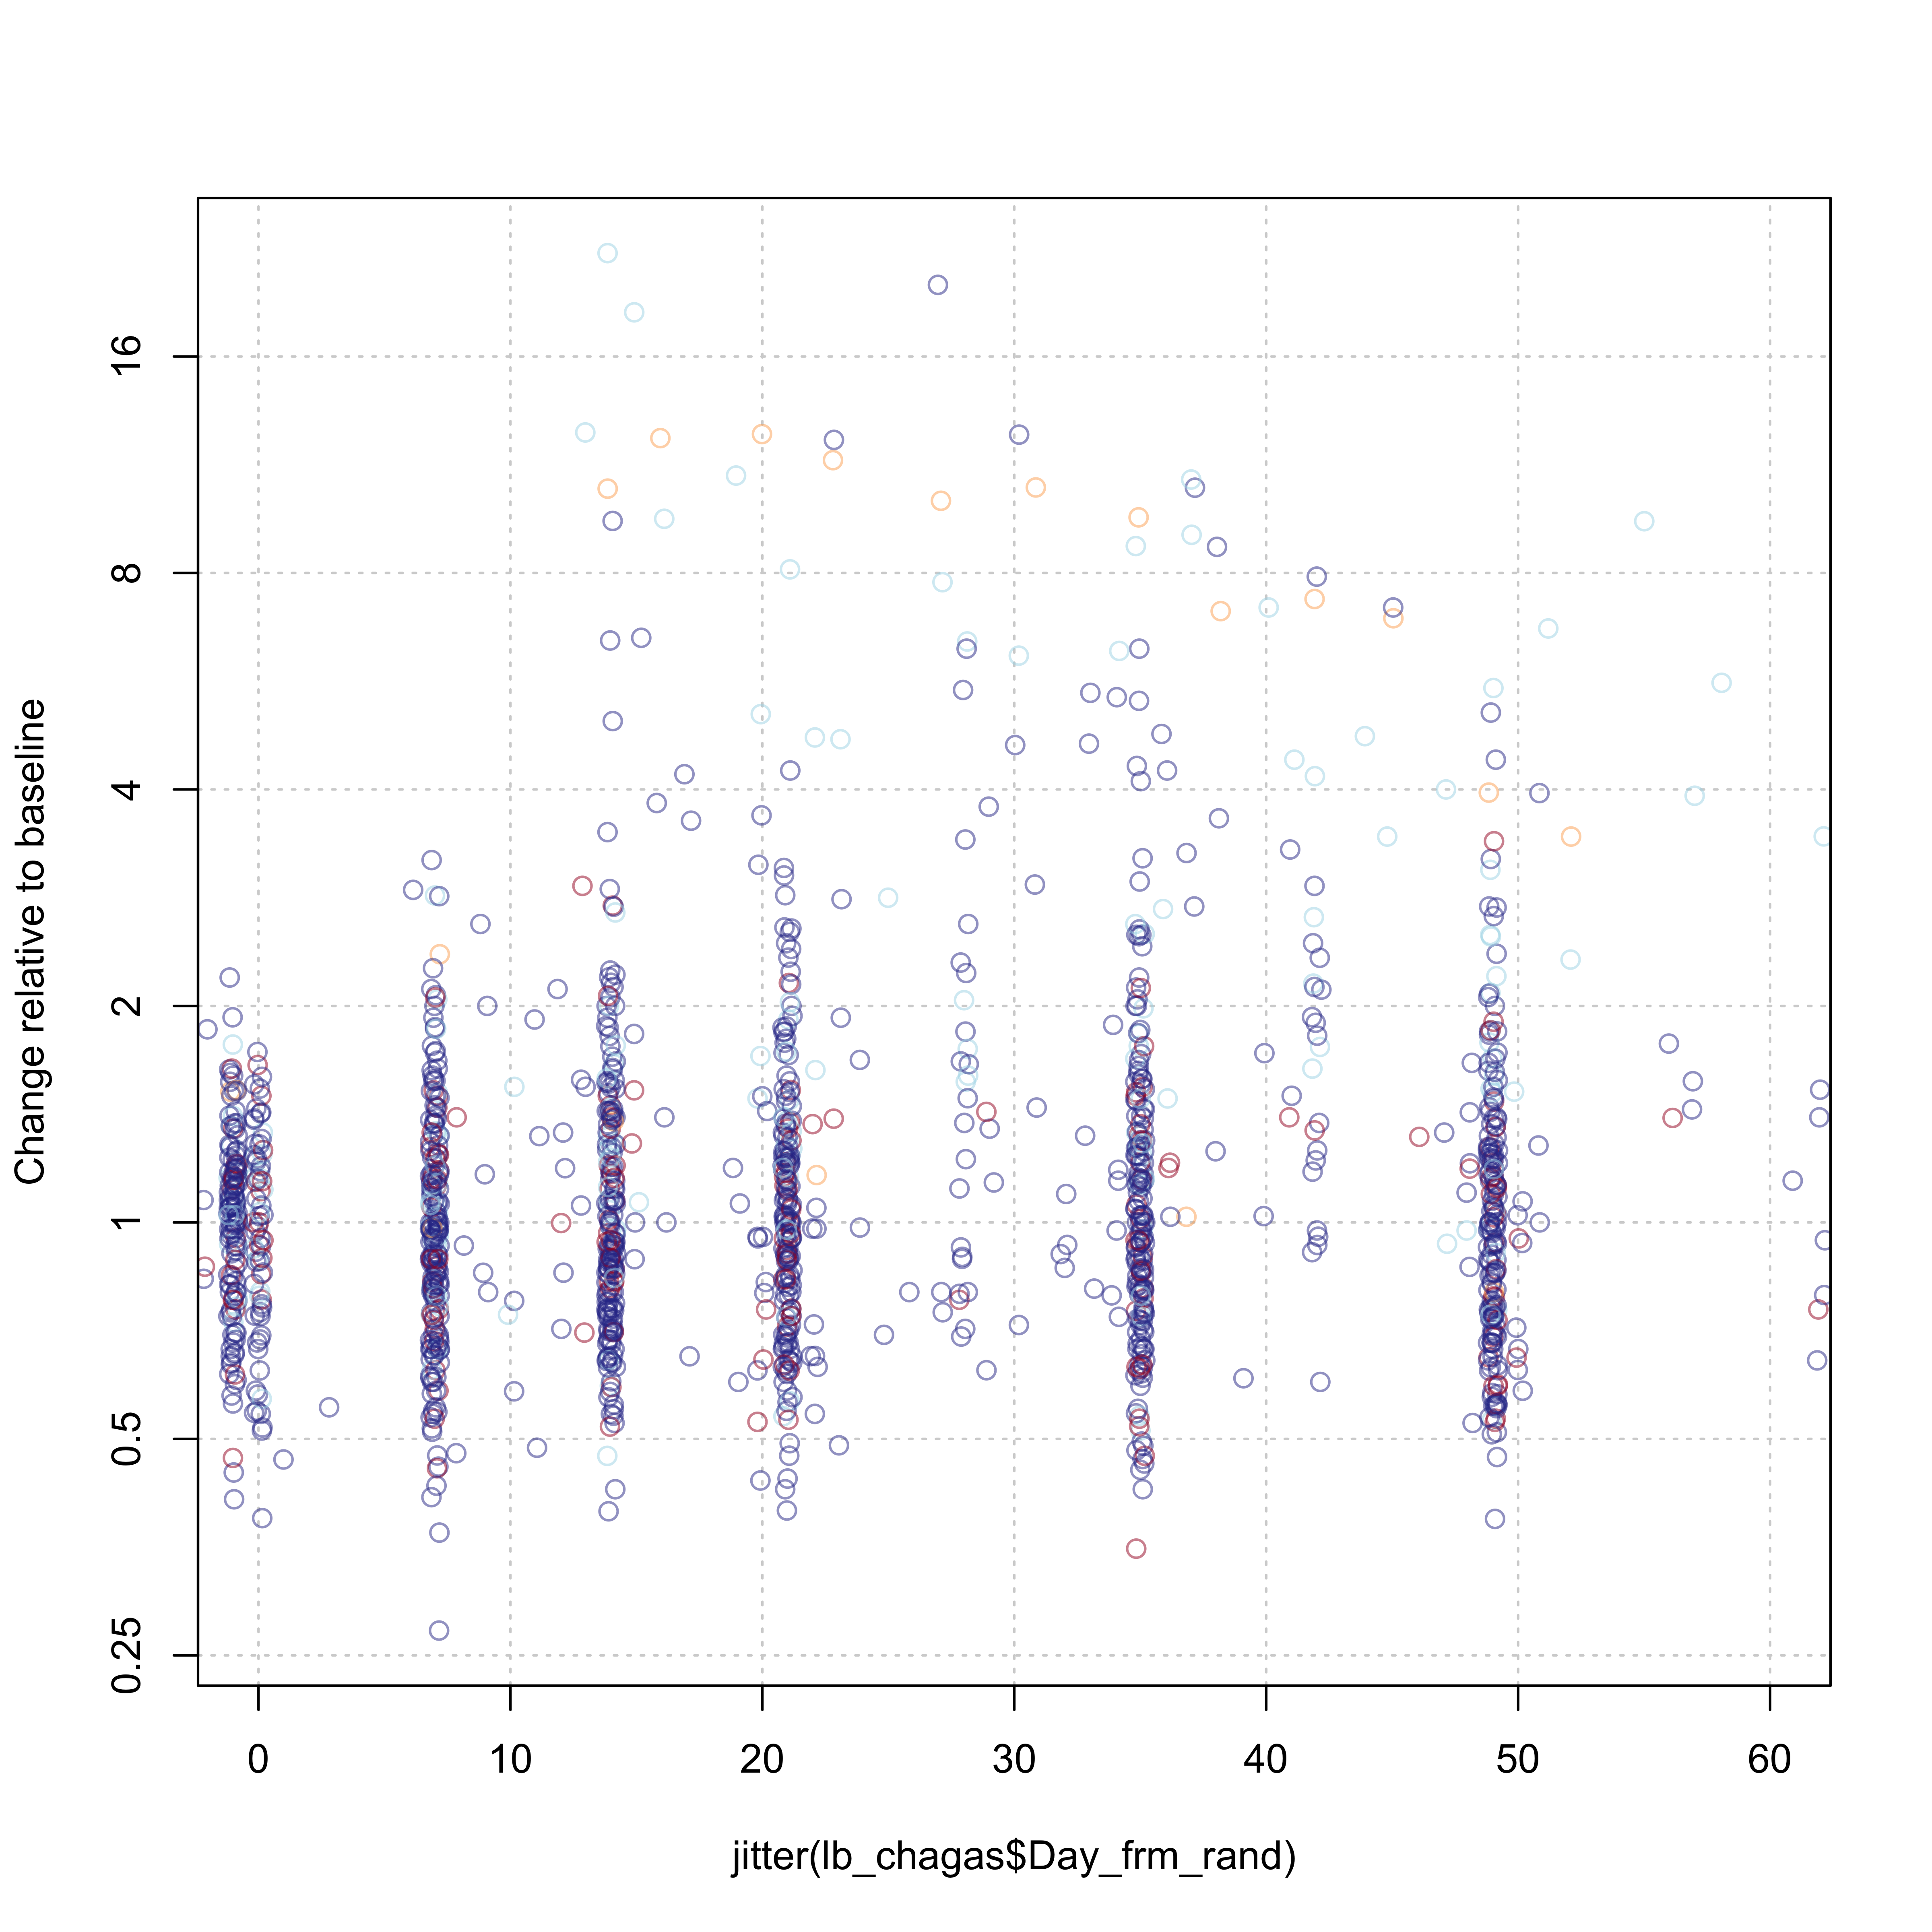 Change relative to baseline
16
8
4
2
1
0.5
0.25
0 10 20 30 40 50 60
jitter(lb_chagas$Day_frm_rand)